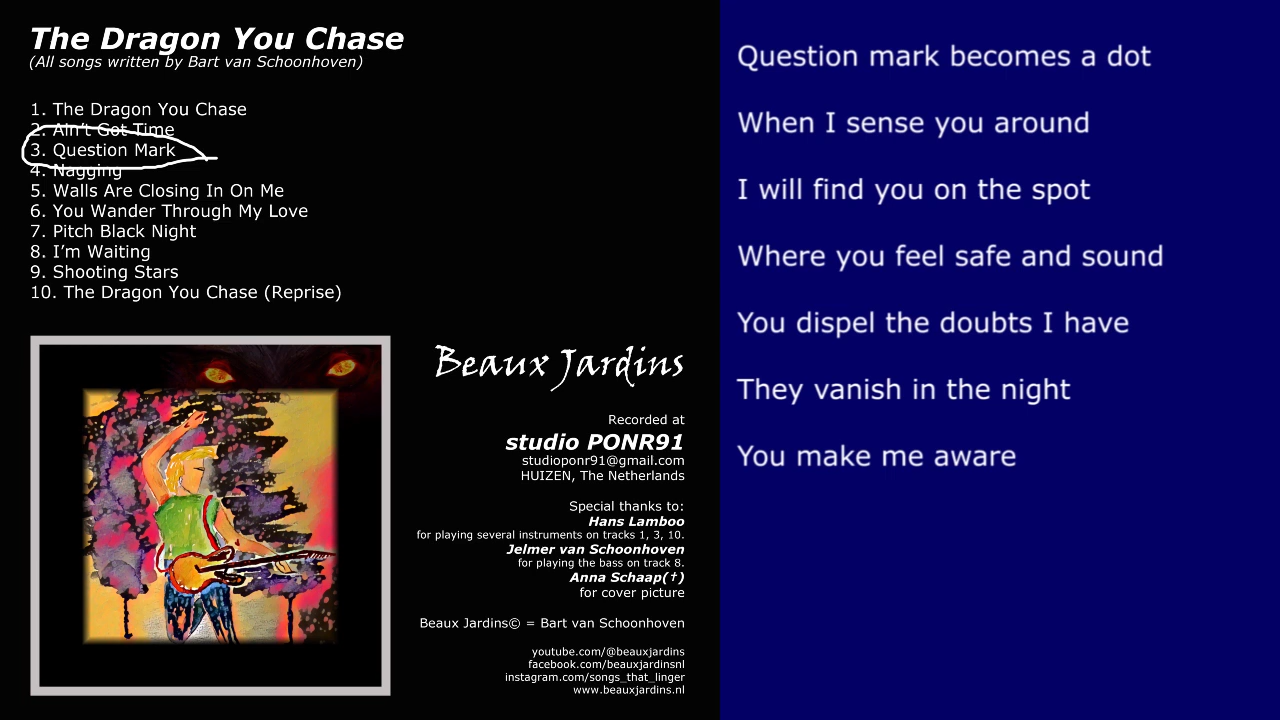 The Dragon You Chase
(All songs written by Bart van Schoonhoven)
1. The Dragon You Chase
2. Ain't Got Time
3. Question Mark
4. Nagging
5. Walls Are Closing In On Me
6. You Wander Through My Love
7. Pitch Black Night
8. I'm Waiting
9. Shooting Stars
10. The Dragon You Chase (Reprise)
Beaux Jardins
Recorded at
studio PONR91
studioponr91@gmail.com
HUIZEN, The Netherlands
Special thanks to:
Hans Lamboo
for playing several instruments on tracks 1, 3, 10.
Jelmer van Schoonhoven
for playing the bass on track 8.
Anna Schaap(†)
for cover picture
Beaux Jardins© = Bart van Schoonhoven
youtube.com/@beauxjardins
facebook.com/beauxjardinsnl
instagram.com/songs_that_linger
www.beauxjardins.nl
Question mark becomes a dot
When I sense you around
I will find you on the spot
Where you feel safe and sound
You dispel the doubts I have
They vanish in the night
You make me aware